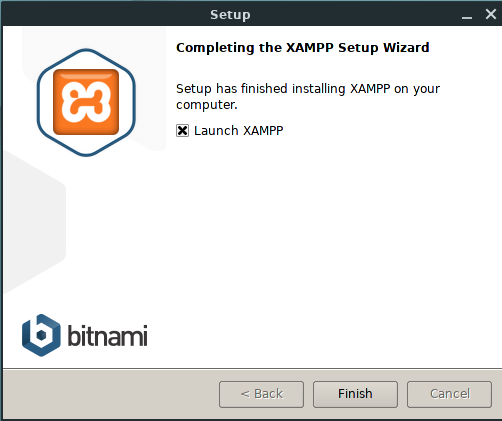 Setup
Completing the XAMPP Setup Wizard
Setup has finished installing XAMPP on your
computer.
Launch XAMPP
bitnami
< Back
Finish
Cancel